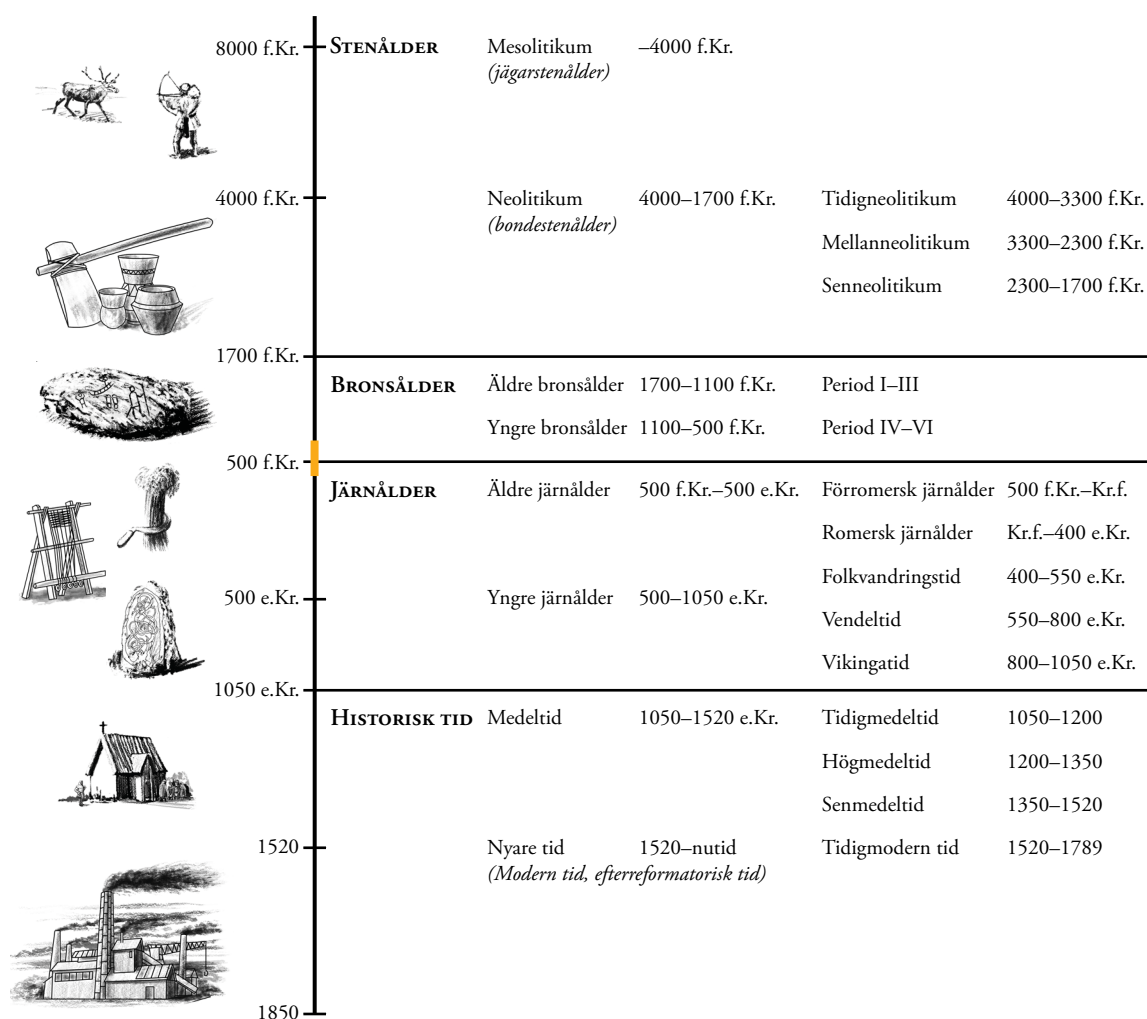 8000 f.Kr. STENÅLDER Mesolitikum –4000 f.Kr.
(jägarstenålder)
4000 f.Kr. Neolitikum 4000–1700 f.Kr. Tidigneolitikum 4000–3300 f.Kr.
(bondestenålder)
Mellanneolitikum 3300–2300 f.Kr.
Senneolitikum 2300–1700 f.Kr.
1700 f.Kr.
BRONSÅLDER Äldre bronsålder 1700–1100 f.Kr. Period I–III
Yngre bronsålder 1100–500 f.Kr. Period IV–VI
500 f.Kr.
JÄRNÅLDER Äldre järnålder 500 f.Kr.–500 e.Kr. Förromersk järnålder 500 f.Kr.–Kr.f.
Romersk järnålder Kr.f.–400 e.Kr.
Folkvandringstid 400–550 e.Kr.
500 e.Kr. Yngre järnålder 500–1050 e.Kr.
Vendeltid 550–800 e.Kr.
Vikingatid 800–1050 e.Kr.
1050 e.Kr.
HISTORISK TID Medeltid 1050–1520 e.Kr. Tidigmedeltid 1050–1200
Högmedeltid 1200–1350
Senmedeltid 1350–1520
1520 Nyare tid 1520–nutid Tidigmodern tid 1520–1789
(Modern tid, efterreformatorisk tid)
1850